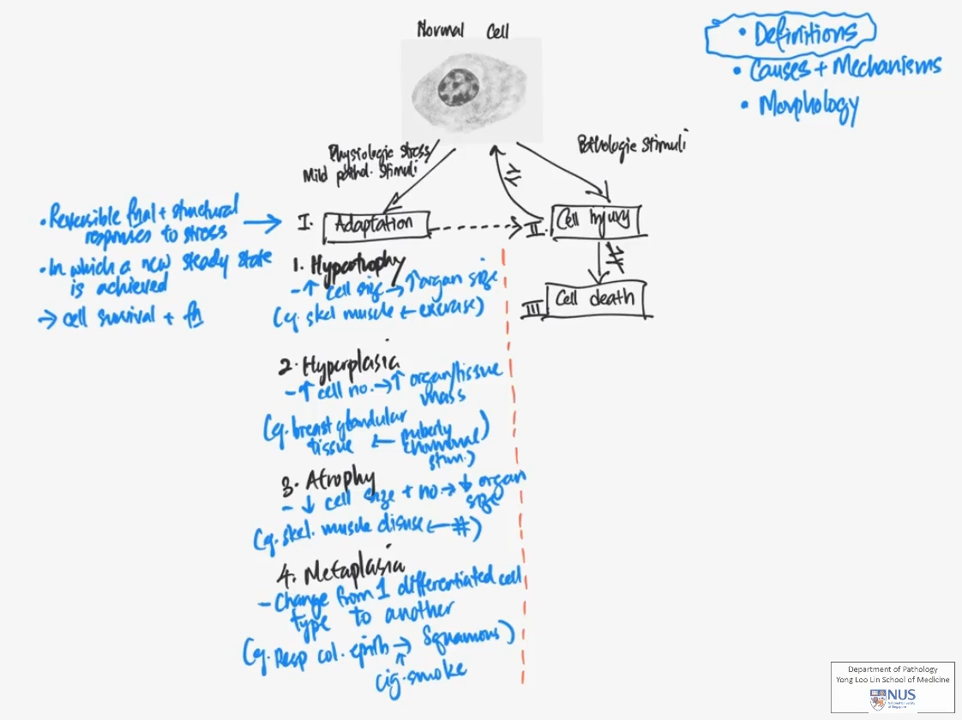 Normal Cell
• Definitions
• Causes + Mechanisms
• Morphology
Physiologic stress/
Mild pathol. stimuli
Pathologic stimuli
I. Adaptation
II. Cell Injury
III Cell death
• Reversible fnal + structural
responses to stress
• In which a new steady state
is achieved
→ cell survival + fn
1. Hypertrophy
- ↑ cell size → ↑ organ size
(eg. skel muscle ← exercise)
2. Hyperplasia
- ↑ cell no. → ↑ organ/tissue
mass
(eg. breast glandular
tissue ← puberty
(hormonal
stim.)
3. Atrophy
- ↓ cell size + no. → ↓ organ
size
(eg. skel. muscle disuse ← #)
4. Metaplasia
- Change from 1 differentiated cell
type to another
(eg. Resp col. epith → Squamous)
↑
cig. smoke
Department of Pathology
Yong Loo Lin School of Medicine
NUS
National University
of Singapore